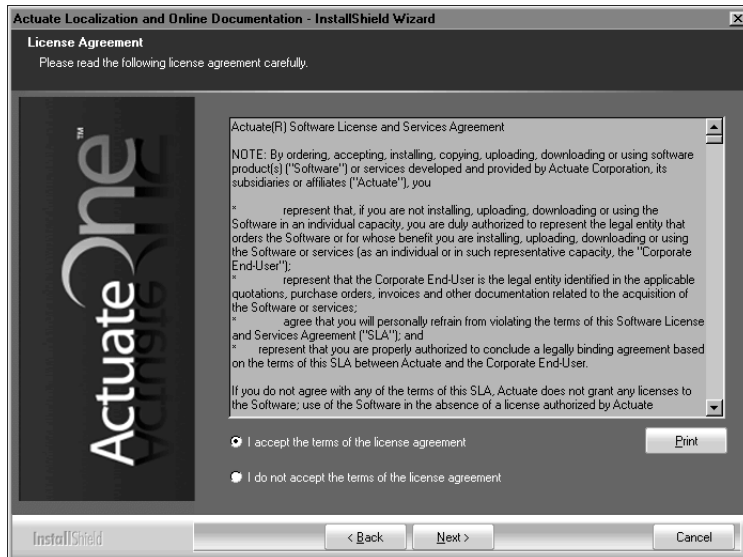 Actuate Localization and Online Documentation - InstallShield Wizard
License Agreement
Please read the following license agreement carefully.
ActuateOne™
Actuate(R) Software License and Services Agreement
NOTE: By ordering, accepting, installing, copying, uploading, downloading or using software
product(s) ("Software") or services developed and provided by Actuate Corporation, its
subsidiaries or affiliates ("Actuate"), you
* represent that, if you are not installing, uploading, downloading or using the
Software in an individual capacity, you are duly authorized to represent the legal entity that
orders the Software or for whose benefit you are installing, uploading, downloading or using
the Software or services (as an individual or in such representative capacity, the "Corporate
End-User");
* represent that the Corporate End-User is the legal entity identified in the applicable
quotations, purchase orders, invoices and other documentation related to the acquisition of
the Software or services;
* agree that you will personally refrain from violating the terms of this Software License
and Services Agreement ("SLA"); and
* represent that you are properly authorized to conclude a legally binding agreement based
on the terms of this SLA between Actuate and the Corporate End-User.
If you do not agree with any of the terms of this SLA, Actuate does not grant any licenses to
the Software; use of the Software in the absence of a license authorized by Actuate
I accept the terms of the license agreement
Print
I do not accept the terms of the license agreement
InstallShield
< Back
Next >
Cancel